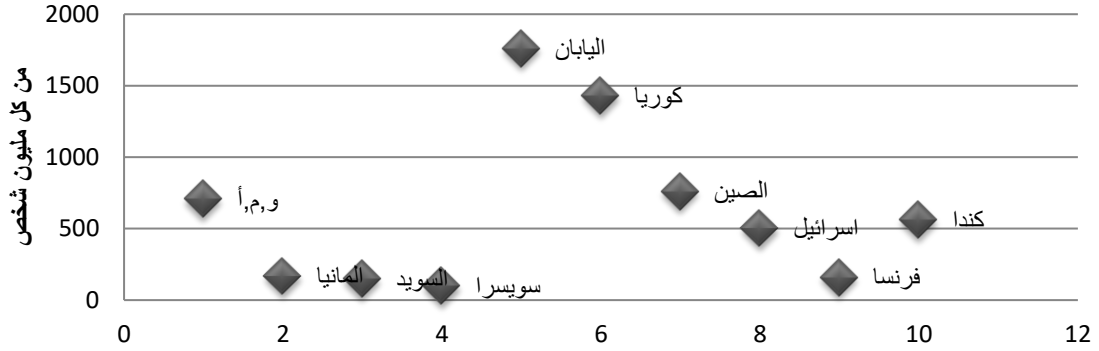 2000
1500
1000
500
0
من كل مليون شخص
اليابان
كوريا
و,م,أ
الصين
اسرائيل
كندا
المانيا
السويد
سويسرا
فرنسا
0 2 4 6 8 10 12